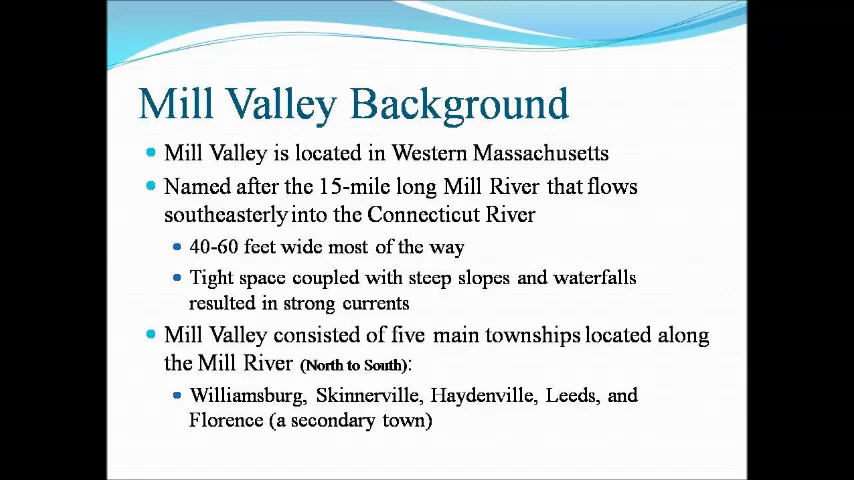 Mill Valley Background
Mill Valley is located in Western Massachusetts
Named after the 15-mile long Mill River that flows
southeasterly into the Connecticut River
40-60 feet wide most of the way
Tight space coupled with steep slopes and waterfalls
resulted in strong currents
Mill Valley consisted of five main townships located along
the Mill River (North to South):
Williamsburg, Skinnerville, Haydenville, Leeds, and
Florence (a secondary town)